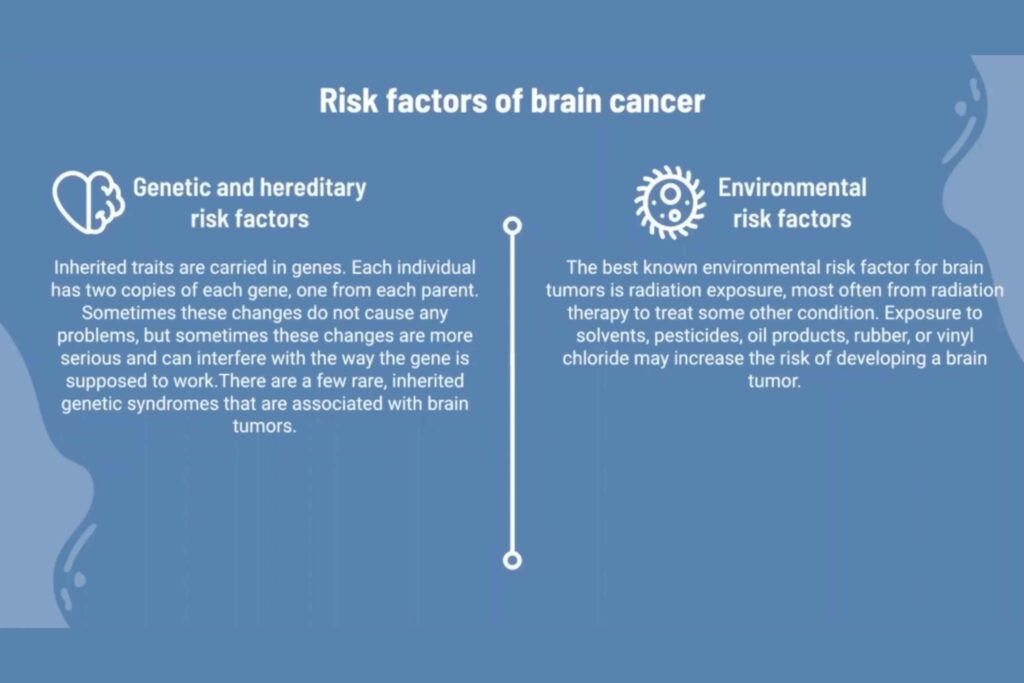 Risk factors of brain cancer
Genetic and hereditary
risk factors
Inherited traits are carried in genes. Each individual
has two copies of each gene, one from each parent.
Sometimes these changes do not cause any
problems, but sometimes these changes are more
serious and can interfere with the way the gene is
supposed to work.There are a few rare, inherited
genetic syndromes that are associated with brain
tumors.
Environmental
risk factors
The best known environmental risk factor for brain
tumors is radiation exposure, most often from radiation
therapy to treat some other condition. Exposure to
solvents, pesticides, oil products, rubber, or vinyl
chloride may increase the risk of developing a brain
tumor.